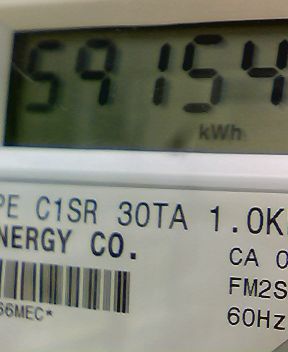 59154
kWh
PE C1SR 30TA 1.0K
NERGY CO.
CA 0
FM2S
66MEC*
60Hz